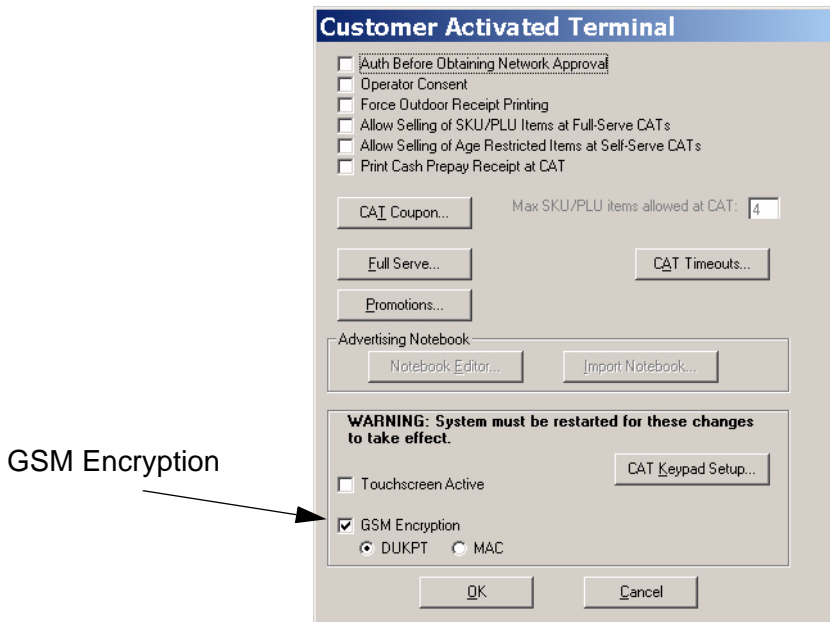 Customer Activated Terminal
Auth Before Obtaining Network Approval
Operator Consent
Force Outdoor Receipt Printing
Allow Selling of SKU/PLU Items at Full-Serve CATs
Allow Selling of Age Restricted Items at Self-Serve CATs
Print Cash Prepay Receipt at CAT
CAT Coupon... Max SKU/PLU items allowed at CAT: 4
Full Serve... CAT Timeouts...
Promotions...
Advertising Notebook
Notebook Editor... Import Notebook...
WARNING: System must be restarted for these changes
to take effect.
CAT Keypad Setup...
GSM Encryption
Touchscreen Active
GSM Encryption
DUKPT MAC
OK Cancel